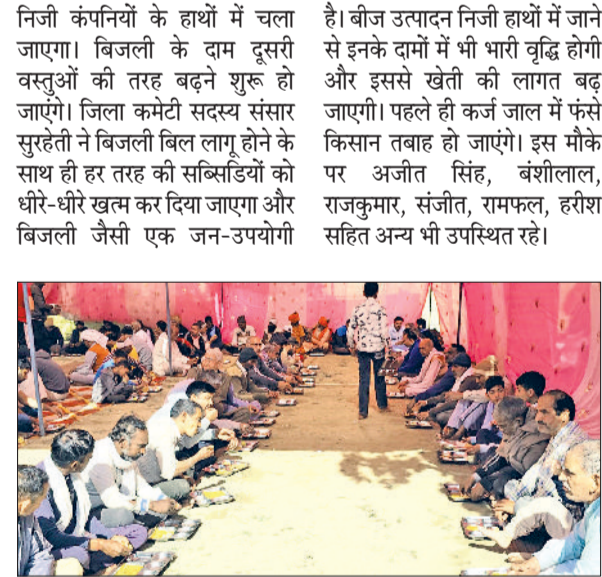 निजी कंपनियों के हाथों में चला
जाएगा। बिजली के दाम दूसरी
वस्तुओं की तरह बढ़ने शुरू हो
जाएंगे। जिला कमेटी सदस्य संसार
सुरहेती ने बिजली बिल लागू होने के
साथ ही हर तरह की सब्सिडियों को
धीरे-धीरे खत्म कर दिया जाएगा और
बिजली जैसी एक जन-उपयोगी
है। बीज उत्पादन निजी हाथों में जाने
से इनके दामों में भी भारी वृद्धि होगी
और इससे खेती की लागत बढ़
जाएगी। पहले ही कर्ज जाल में फंसे
किसान तबाह हो जाएंगे। इस मौके
पर अजीत सिंह, बंशीलाल,
राजकुमार, संजीत, रामफल, हरीश
सहित अन्य भी उपस्थित रहे।